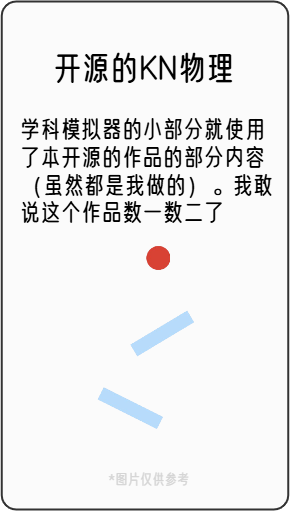 开源的KN物理
学科模拟器的小部分就使用
了本开源的作品的部分内容
（虽然都是我做的）。我敢
说这个作品数一数二了
*图片仅供参考